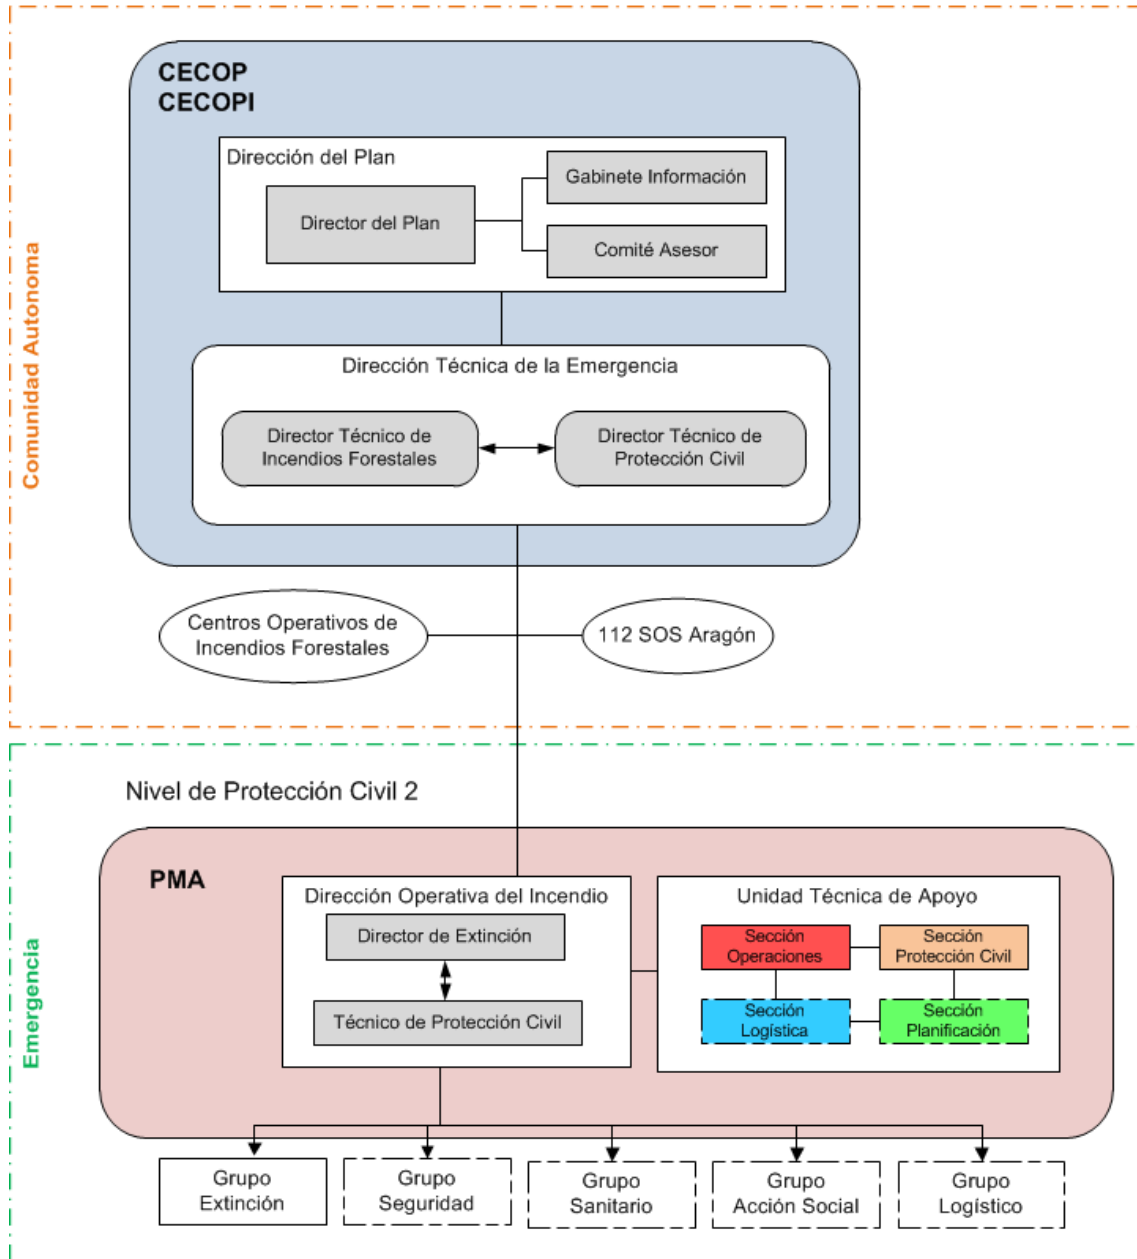 CECOP
CECOPI
Dirección del Plan
Director del Plan
Gabinete Información
Comité Asesor
Dirección Técnica de la Emergencia
Director Técnico de
Incendios Forestales
Director Técnico de
Protección Civil
Comunidad Autonoma
Centros Operativos de
Incendios Forestales
112 SOS Aragón
Nivel de Protección Civil 2
PMA
Dirección Operativa del Incendio
Director de Extinción
Técnico de Protección Civil
Unidad Técnica de Apoyo
Sección
Operaciones
Sección
Protección Civil
Sección
Logística
Sección
Planificación
Emergencia
Grupo
Extinción
Grupo
Seguridad
Grupo
Sanitario
Grupo
Acción Social
Grupo
Logístico